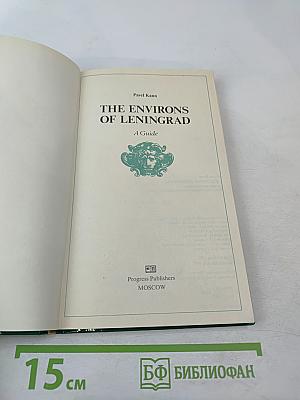 Pavel Kann
THE ENVIRONS
OF LENINGRAD
A Guide
Progress Publishers
MOSCOW
15 см
БФ БИБЛИОФАН